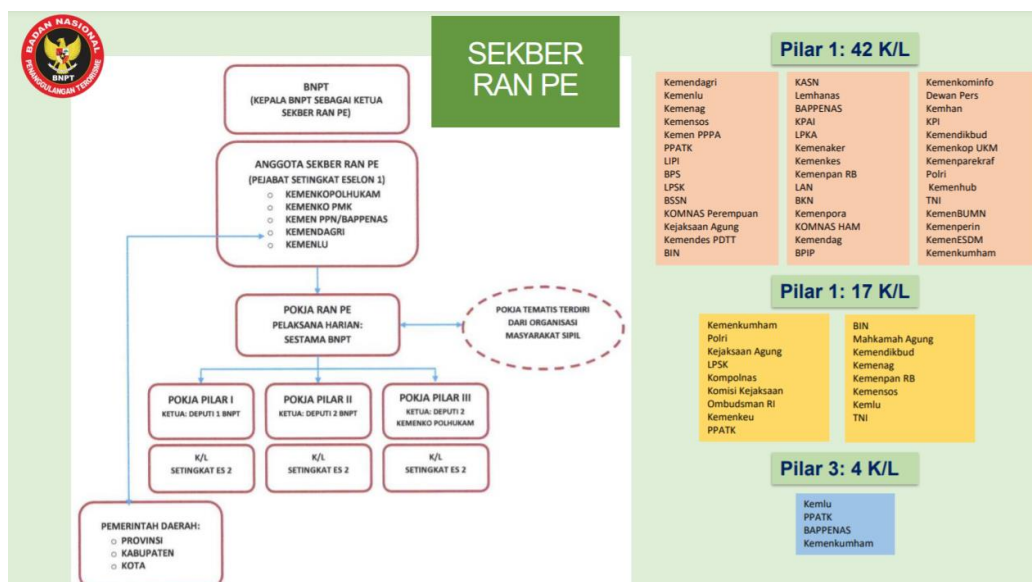 BADAN NASIONAL
PENANGGULANGAN TERORISME
BNPT
SEKBER
RAN PE
BNPT
(KEPALA BNPT SEBAGAI KETUA
SEKBER RAN PE)
ANGGOTA SEKBER RAN PE
(PEJABAT SETINGKAT ESELON 1)
○ KEMENKOPOLHUKAM
○ KEMENKO PMK
○ KEMEN PPN/BAPPENAS
○ KEMENDAGRI
○ KEMENLU
POKJA RAN PE
PELAKSANA HARIAN:
SESTAMA BNPT
POKJA TEMATIS TERDIRI
DARI ORGANISASI
MASYARAKAT SIPIL
POKJA PILAR I
KETUA: DEPUTI 1 BNPT
POKJA PILAR II
KETUA: DEPUTI 2 BNPT
POKJA PILAR III
KETUA: DEPUTI 2
KEMENKO POLHUKAM
K/L
SETINGKAT ES 2
K/L
SETINGKAT ES 2
K/L
SETINGKAT ES 2
PEMERINTAH DAERAH:
○ PROVINSI
○ KABUPATEN
○ KOTA
Pilar 1: 42 K/L
Kemendagri
Kemenlu
Kemenag
Kemensos
Kemen PPPA
PPATK
LIPI
BPS
LPSK
BSSN
KOMNAS Perempuan
Kejaksaan Agung
Kemendes PDTT
BIN
KASN
Lemhanas
BAPPENAS
KPAI
LPKA
Kemenaker
Kemenkes
Kemenpan RB
LAN
BKN
Kemenpora
KOMNAS HAM
Kemendag
BPIP
Kemenkominfo
Dewan Pers
Kemhan
KPI
Kemendikbud
Kemenkop UKM
Kemenparekraf
Polri
Kemenhub
TNI
KemenBUMN
Kemenperin
KemenESDM
Kemenkumham
Pilar 1: 17 K/L
Kemenkumham
Polri
Kejaksaan Agung
LPSK
Kompolnas
Komisi Kejaksaan
Ombudsman RI
Kemenkeu
PPATK
BIN
Mahkamah Agung
Kemendikbud
Kemenag
Kemenpan RB
Kemensos
Kemlu
TNI
Pilar 3: 4 K/L
Kemlu
PPATK
BAPPENAS
Kemenkumham